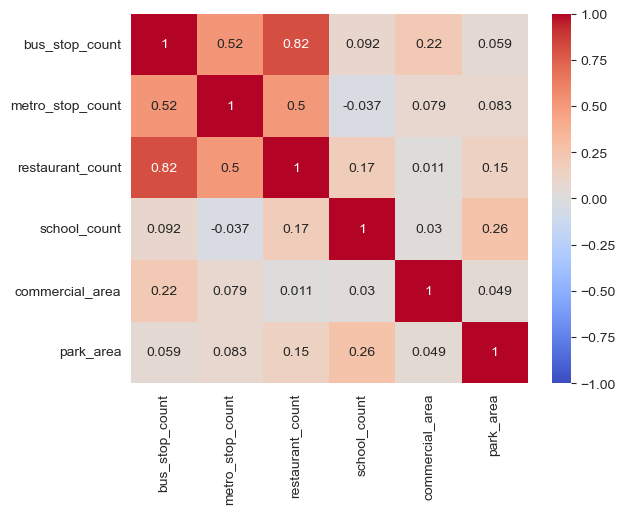 bus_stop_count 1 0.52 0.82 0.092 0.22 0.059
metro_stop_count 0.52 1 0.5 -0.037 0.079 0.083
restaurant_count 0.82 0.5 1 0.17 0.011 0.15
school_count 0.092 -0.037 0.17 1 0.03 0.26
commercial_area 0.22 0.079 0.011 0.03 1 0.049
park_area 0.059 0.083 0.15 0.26 0.049 1
bus_stop_count
metro_stop_count
restaurant_count
school_count
commercial_area
park_area
1.00
0.75
0.50
0.25
0.00
−0.25
−0.50
−0.75
−1.00